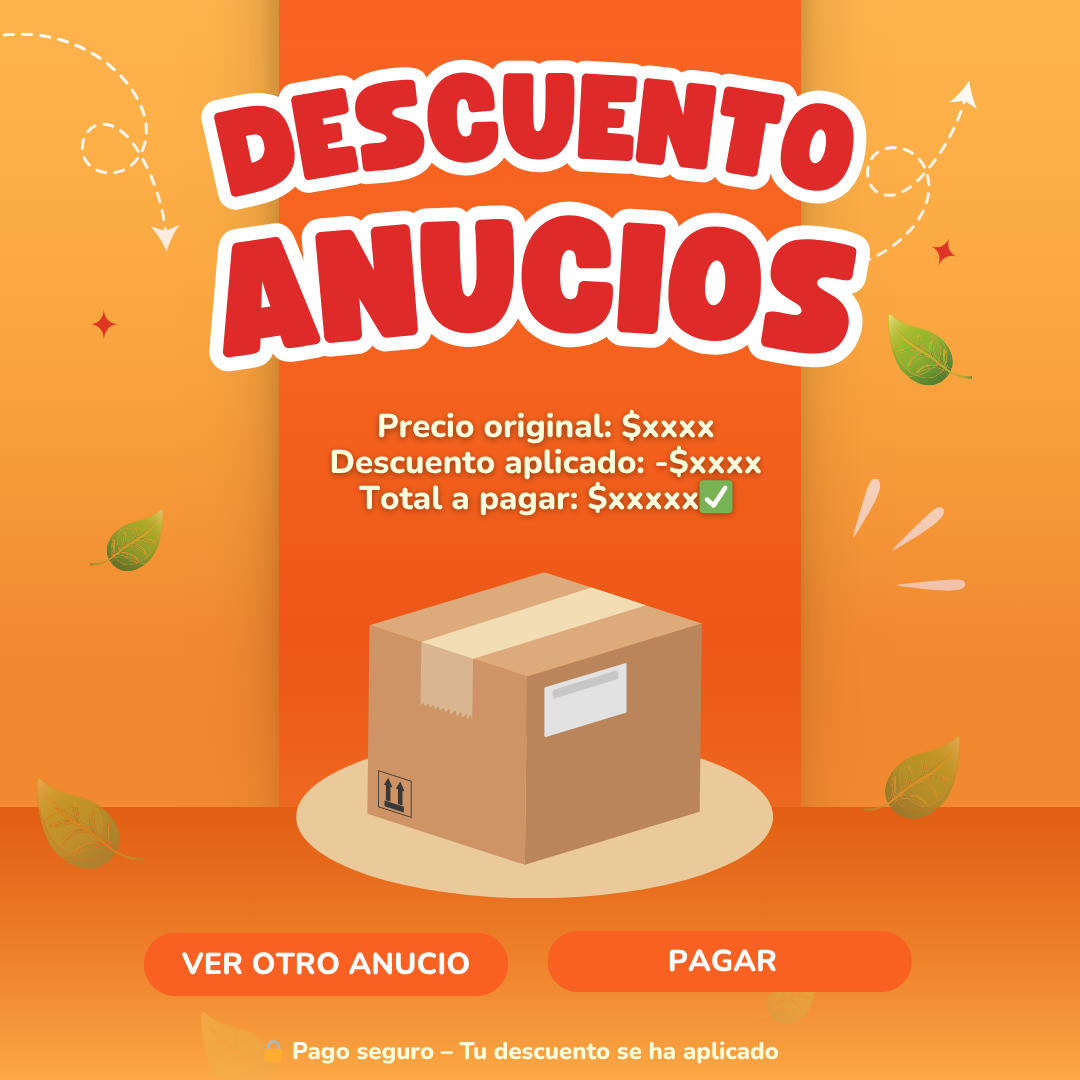 DESCUENTO
ANUCIOS
Precio original: $xxxx
Descuento aplicado: -$xxxx
Total a pagar: $xxxxx✅
VER OTRO ANUCIO
PAGAR
🔒 Pago seguro – Tu descuento se ha aplicado